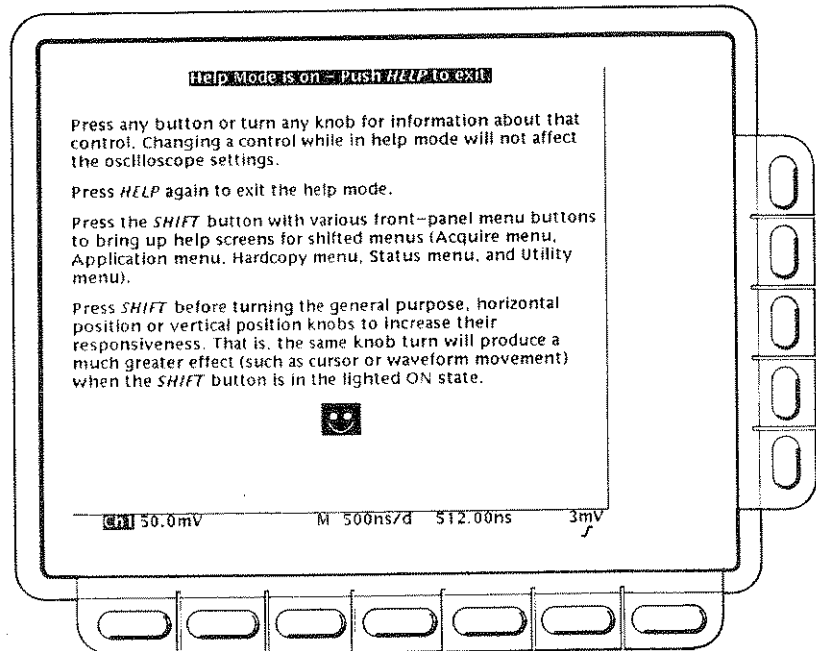 Help Mode is on – Push HELP to exit
Press any button or turn any knob for information about that
control. Changing a control while in help mode will not affect
the oscilloscope settings.
Press HELP again to exit the help mode.
Press the SHIFT button with various front–panel menu buttons
to bring up help screens for shifted menus (Acquire menu,
Application menu, Hardcopy menu, Status menu, and Utility
menu).
Press SHIFT before turning the general purpose, horizontal
position or vertical position knobs to increase their
responsiveness. That is, the same knob turn will produce a
much greater effect (such as cursor or waveform movement)
when the SHIFT button is in the lighted ON state.
Ch1 50.0mV M 500ns/d 512.00ns 3mV